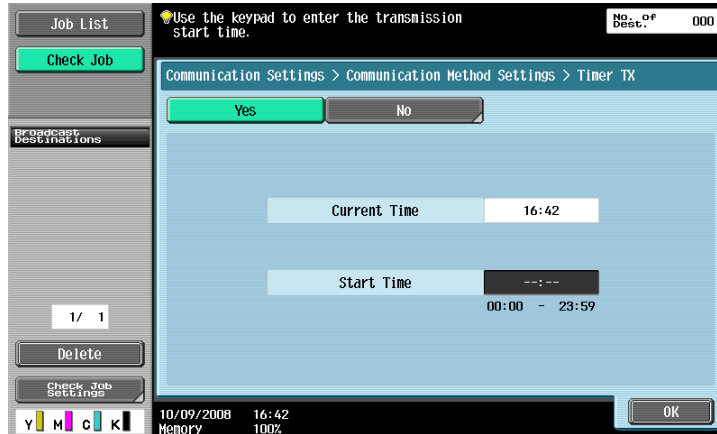 Job List
Check Job
Broadcast
Destinations
1/ 1
Delete
Check Job
Settings
Y M C K
Use the keypad to enter the transmission
start time.
No. of
Dest.
000
Communication Settings > Communication Method Settings > Timer TX
Yes
No
Current Time
16:42
Start Time
--:--
00:00 - 23:59
10/09/2008 16:42
Memory 100%
OK